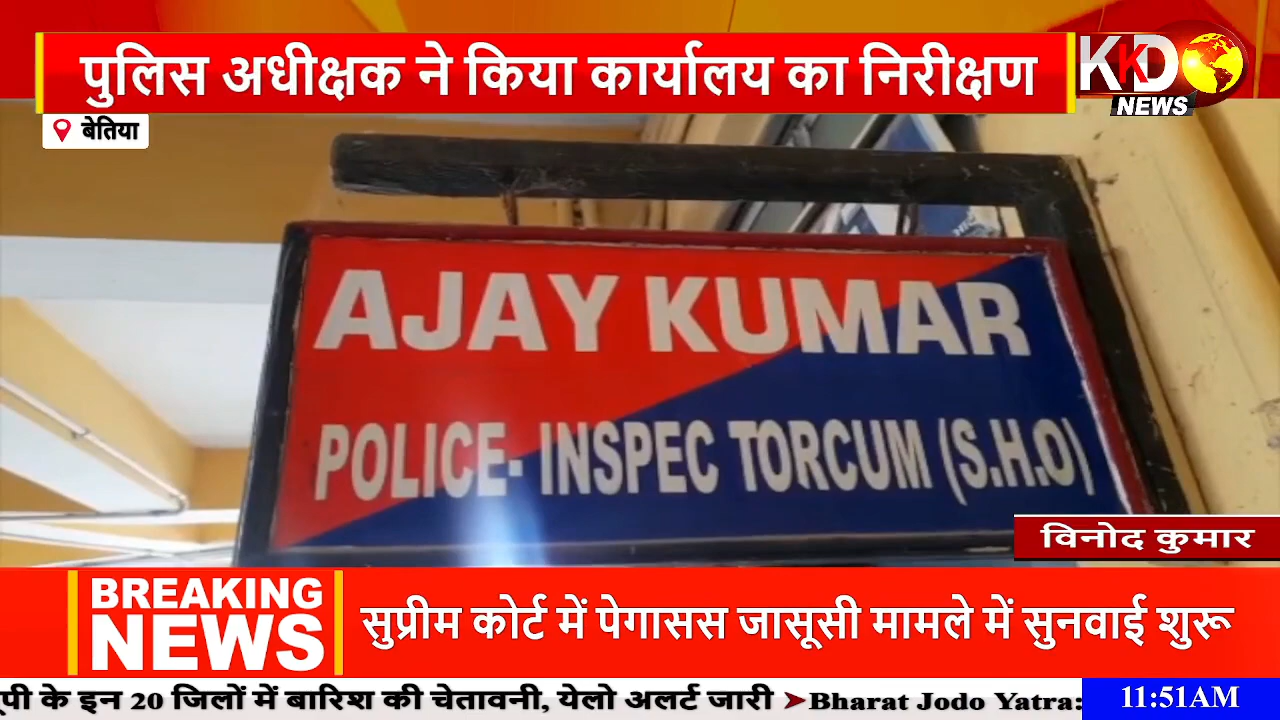 पुलिस अधीक्षक ने किया कार्यालय का निरीक्षण
KKD
NEWS
बेतिया
AJAY KUMAR
POLICE- INSPEC TORCUM (S.H.O)
विनोद कुमार
BREAKING
NEWS
सुप्रीम कोर्ट में पेगासस जासूसी मामले में सुनवाई शुरू
के इन 20 जिलों में बारिश की चेतावनी, येलो अलर्ट जारी ➤Bharat Jodo Yatra:
11:51AM